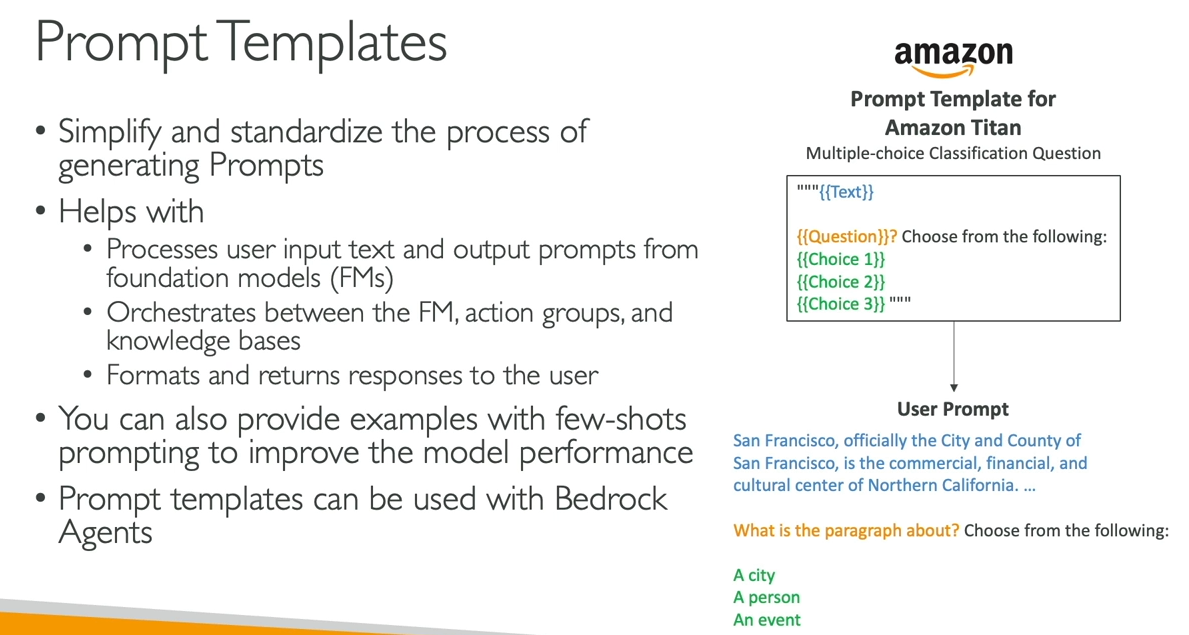 Prompt Templates
• Simplify and standardize the process of
generating Prompts
• Helps with
• Processes user input text and output prompts from
foundation models (FMs)
• Orchestrates between the FM, action groups, and
knowledge bases
• Formats and returns responses to the user
• You can also provide examples with few-shots
prompting to improve the model performance
• Prompt templates can be used with Bedrock
Agents
amazon
Prompt Template for
Amazon Titan
Multiple-choice Classification Question
"""{{Text}}
{{Question}}? Choose from the following:
{{Choice 1}}
{{Choice 2}}
{{Choice 3}} """
User Prompt
San Francisco, officially the City and County of
San Francisco, is the commercial, financial, and
cultural center of Northern California. ...
What is the paragraph about? Choose from the following:
A city
A person
An event